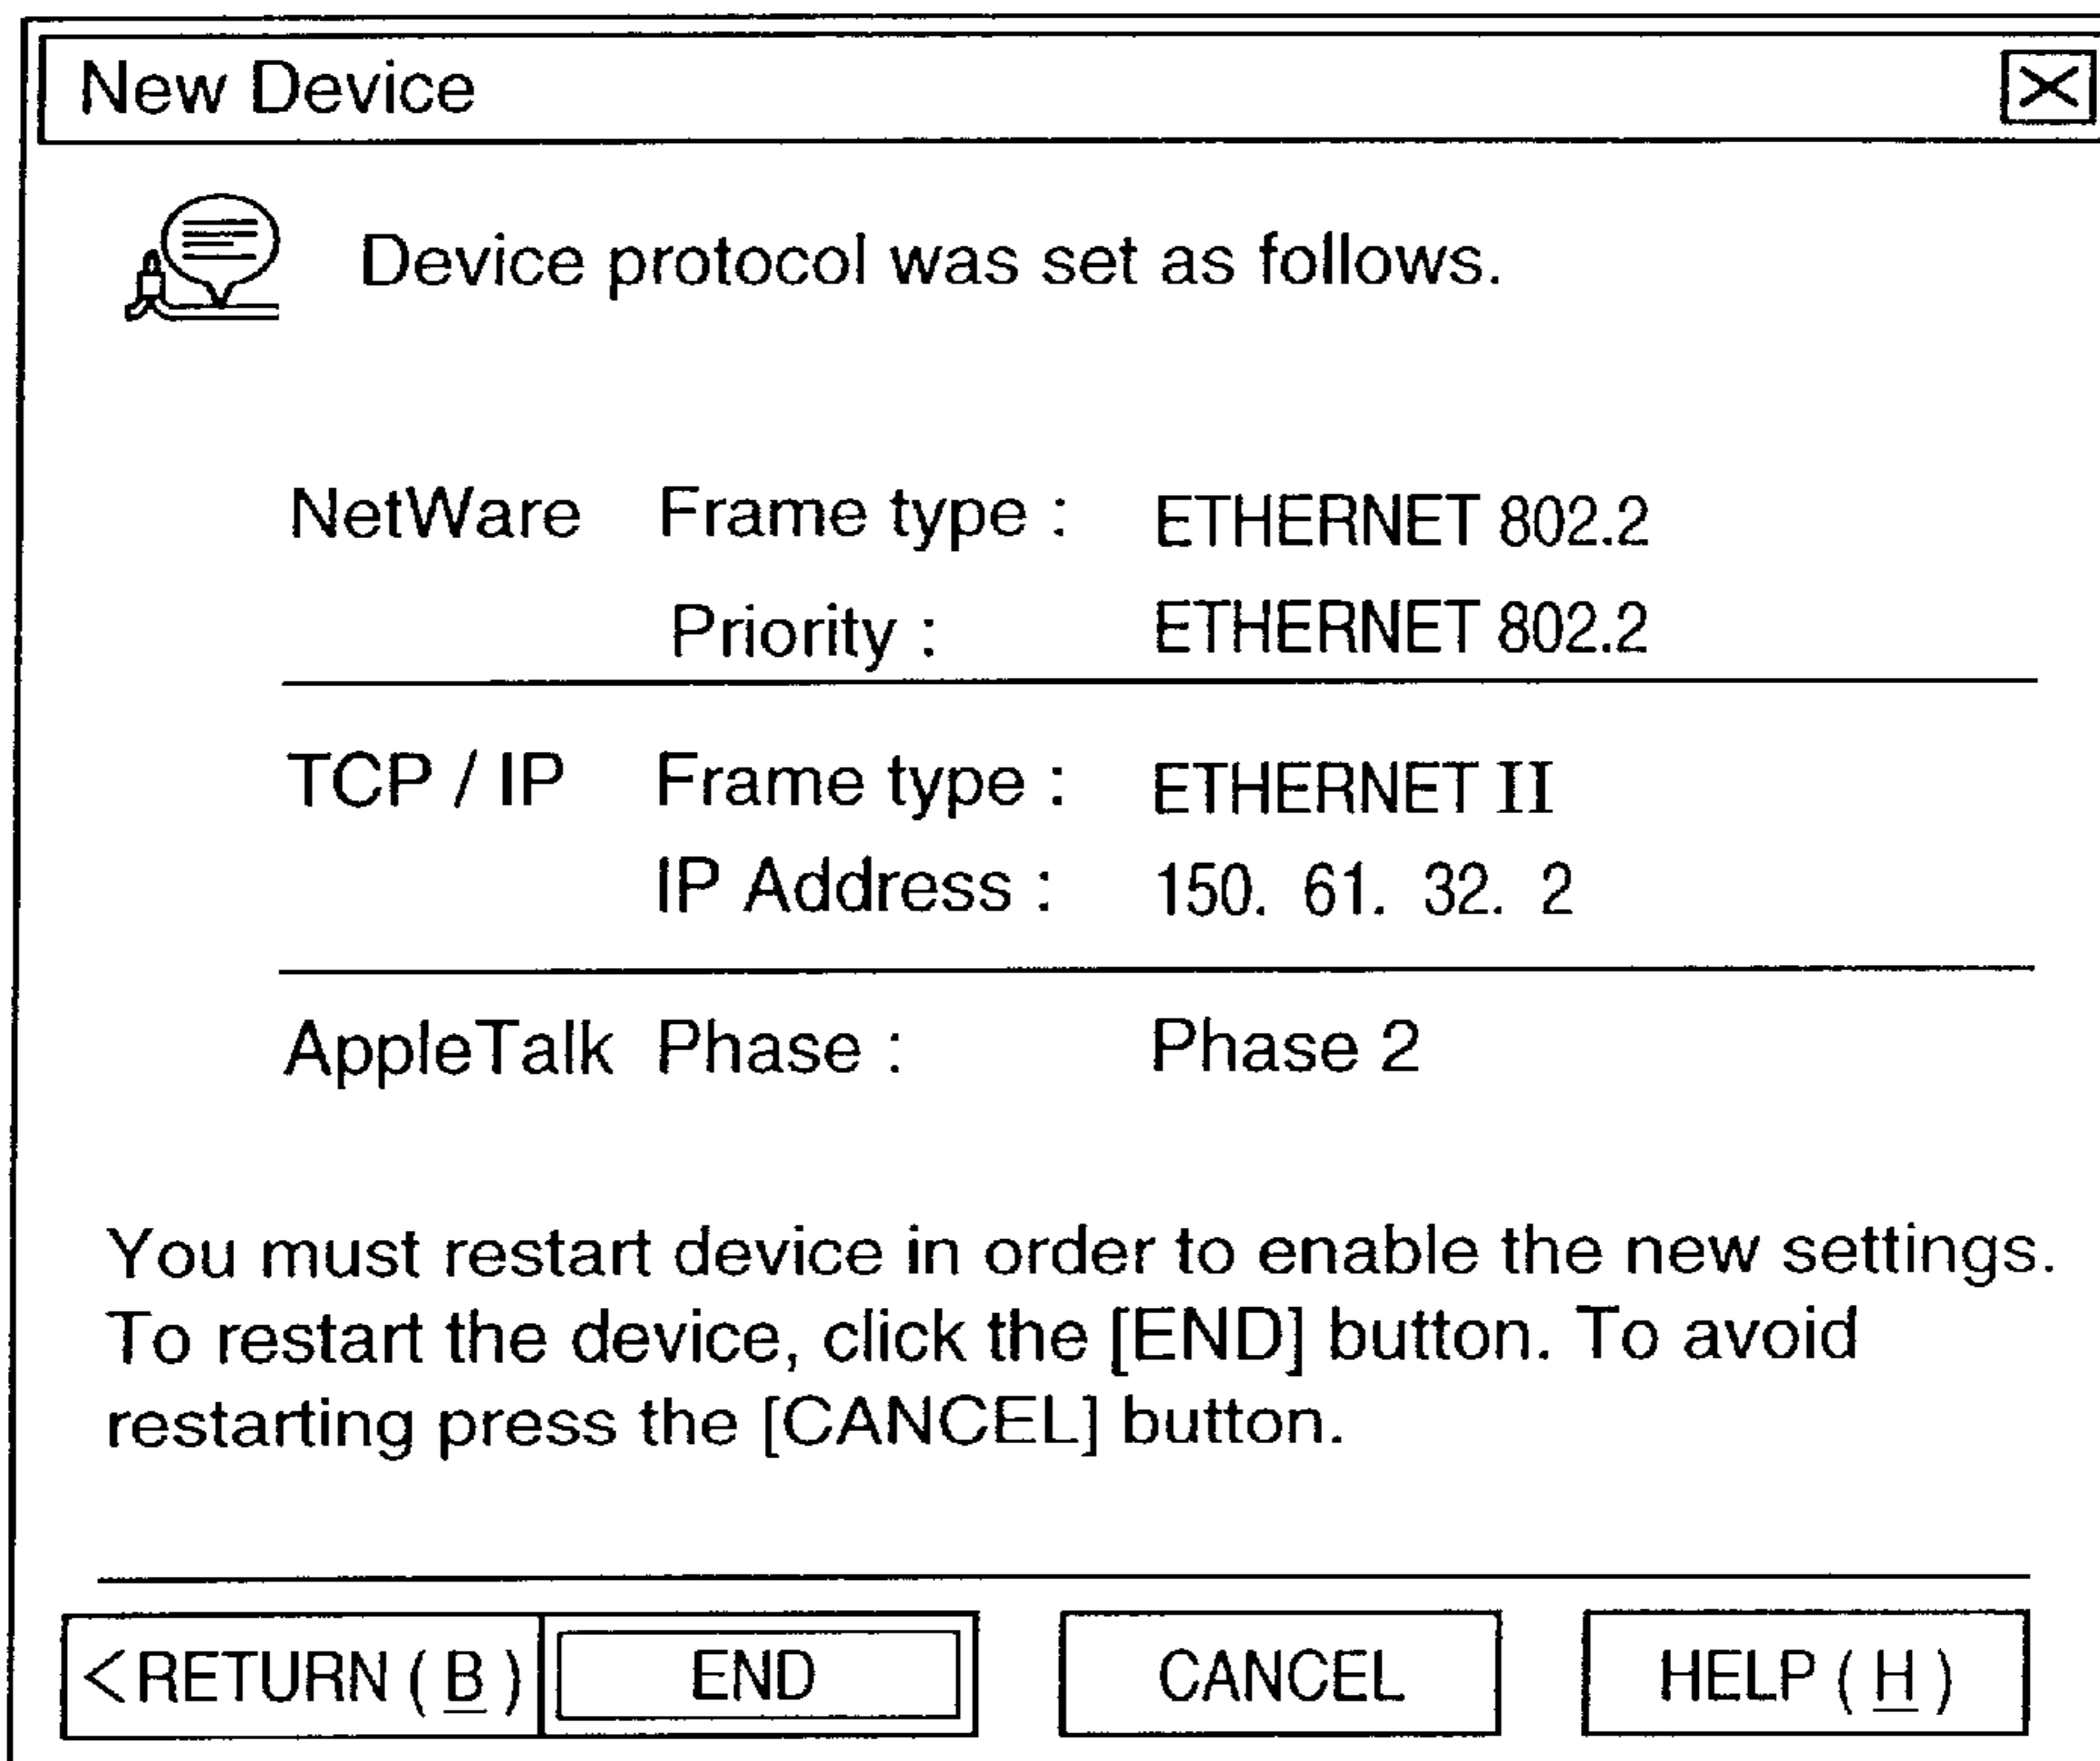 New Device
Device protocol was set as follows.
NetWare Frame type : ETHERNET 802.2
Priority : ETHERNET 802.2
TCP / IP Frame type : ETHERNET II
IP Address : 150. 61. 32. 2
AppleTalk Phase : Phase 2
You must restart device in order to enable the new settings.
To restart the device, click the [END] button. To avoid
restarting press the [CANCEL] button.
<RETURN ( B ) END CANCEL HELP ( H )